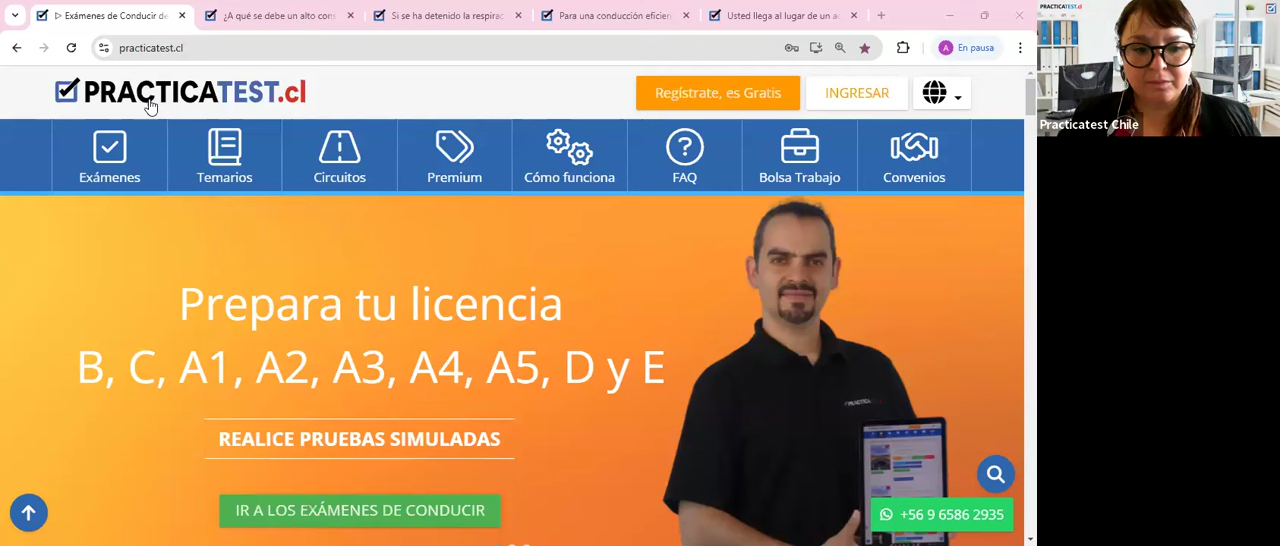 Exámenes de Conducir de
¿A qué se debe un alto con
Si se ha detenido la respirac
Para una conducción eficien
Usted llega al lugar de un a
practicatest.cl
A
En pausa
PRACTICATEST.cl
Regístrate, es Gratis
INGRESAR
Exámenes
Temarios
Circuitos
Premium
Cómo funciona
FAQ
Bolsa Trabajo
Convenios
Prepara tu licencia
B, C, A1, A2, A3, A4, A5, D y E
REALICE PRUEBAS SIMULADAS
IR A LOS EXÁMENES DE CONDUCIR
+56 9 6586 2935
PRACTICATEST.cl
Practicatest Chile